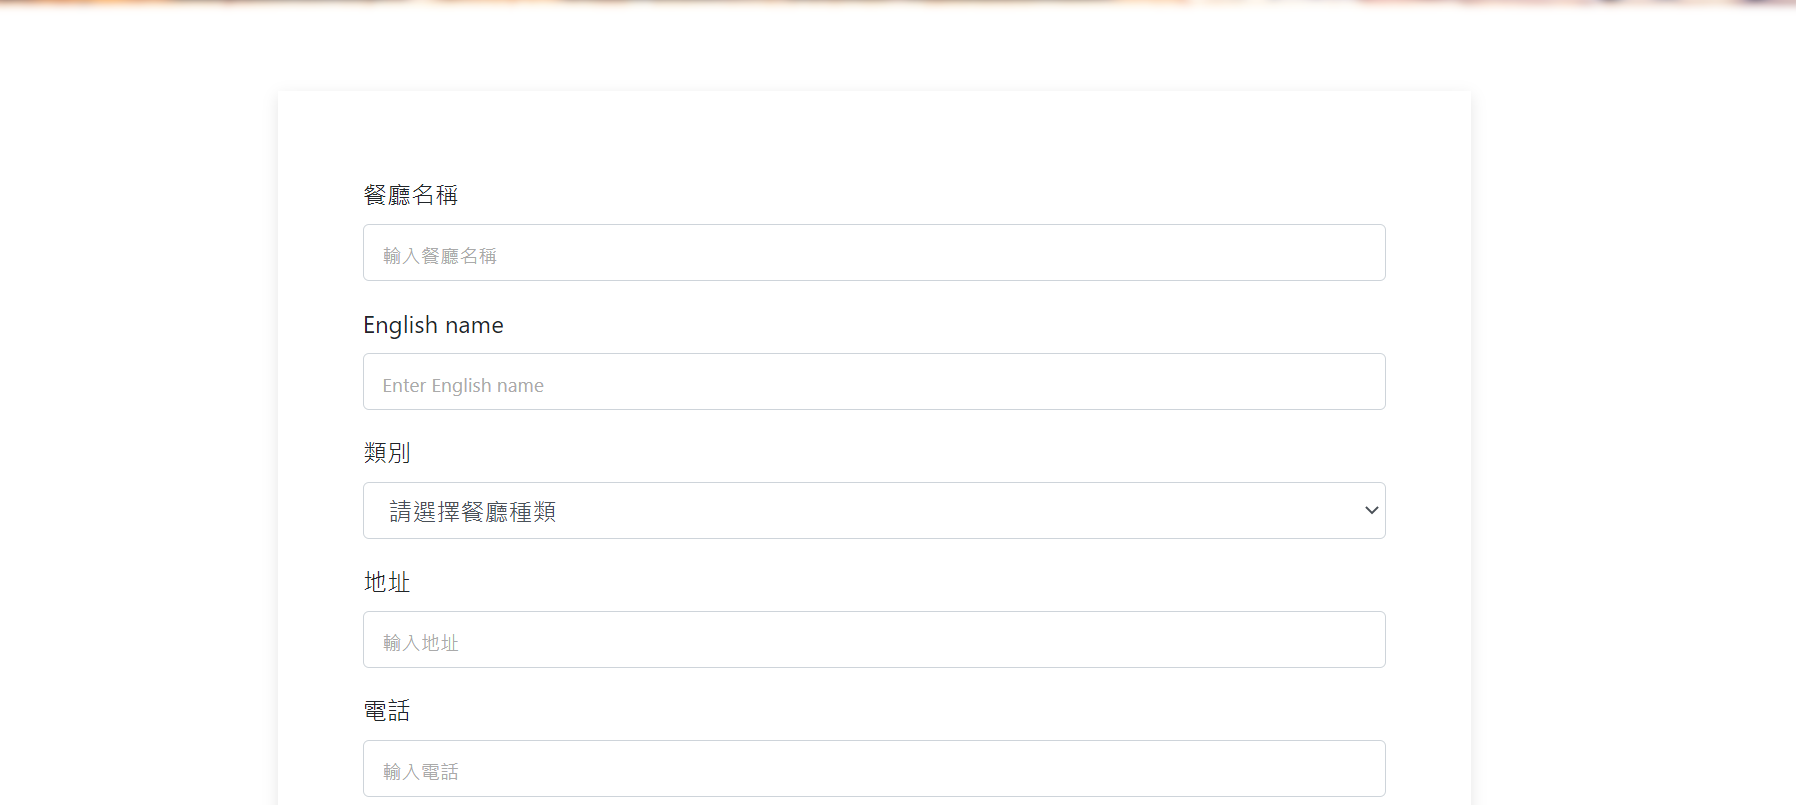 餐廳名稱
輸入餐廳名稱
English name
Enter English name
類別
請選擇餐廳種類
地址
輸入地址
電話
輸入電話